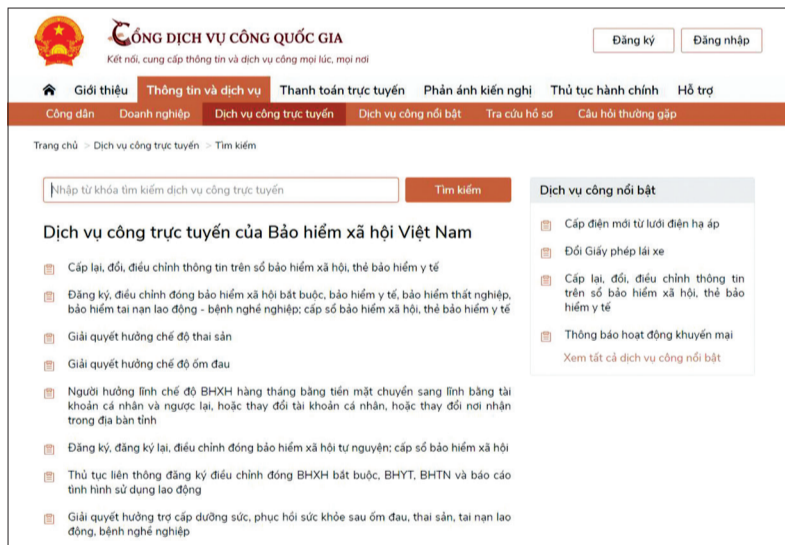 CỔNG DỊCH VỤ CÔNG QUỐC GIA
Kết nối, cung cấp thông tin và dịch vụ công mọi lúc, mọi nơi
Đăng ký
Đăng nhập
Giới thiệu
Thông tin và dịch vụ
Thanh toán trực tuyến
Phản ánh kiến nghị
Thủ tục hành chính
Hỗ trợ
Công dân
Doanh nghiệp
Dịch vụ công trực tuyến
Dịch vụ công nổi bật
Tra cứu hồ sơ
Câu hỏi thường gặp
Trang chủ > Dịch vụ công trực tuyến > Tìm kiếm
Nhập từ khóa tìm kiếm dịch vụ công trực tuyến
Tìm kiếm
Dịch vụ công trực tuyến của Bảo hiểm xã hội Việt Nam
Cấp lại, đổi, điều chỉnh thông tin trên sổ bảo hiểm xã hội, thẻ bảo hiểm y tế
Đăng ký, điều chỉnh đóng bảo hiểm xã hội bắt buộc, bảo hiểm y tế, bảo hiểm thất nghiệp,
bảo hiểm tai nạn lao động - bệnh nghề nghiệp; cấp sổ bảo hiểm xã hội, thẻ bảo hiểm y tế
Giải quyết hưởng chế độ thai sản
Giải quyết hưởng chế độ ốm đau
Người hưởng lĩnh chế độ BHXH hàng tháng bằng tiền mặt chuyển sang lĩnh bằng tài
khoản cá nhân và ngược lại, hoặc thay đổi tài khoản cá nhân, hoặc thay đổi nơi nhận
trong địa bàn tỉnh
Đăng ký, đăng ký lại, điều chỉnh đóng bảo hiểm xã hội tự nguyện; cấp sổ bảo hiểm xã hội
Thủ tục liên thông đăng ký điều chỉnh đóng BHXH bắt buộc, BHYT, BHTN và báo cáo
tình hình sử dụng lao động
Giải quyết hưởng trợ cấp dưỡng sức, phục hồi sức khỏe sau ốm đau, thai sản, tai nạn lao
động, bệnh nghề nghiệp
Dịch vụ công nổi bật
Cấp điện mới từ lưới điện hạ áp
Đổi Giấy phép lái xe
Cấp lại, đổi, điều chỉnh thông tin
trên sổ bảo hiểm xã hội, thẻ bảo
hiểm y tế
Thông báo hoạt động khuyến mại
Xem tất cả dịch vụ công nổi bật